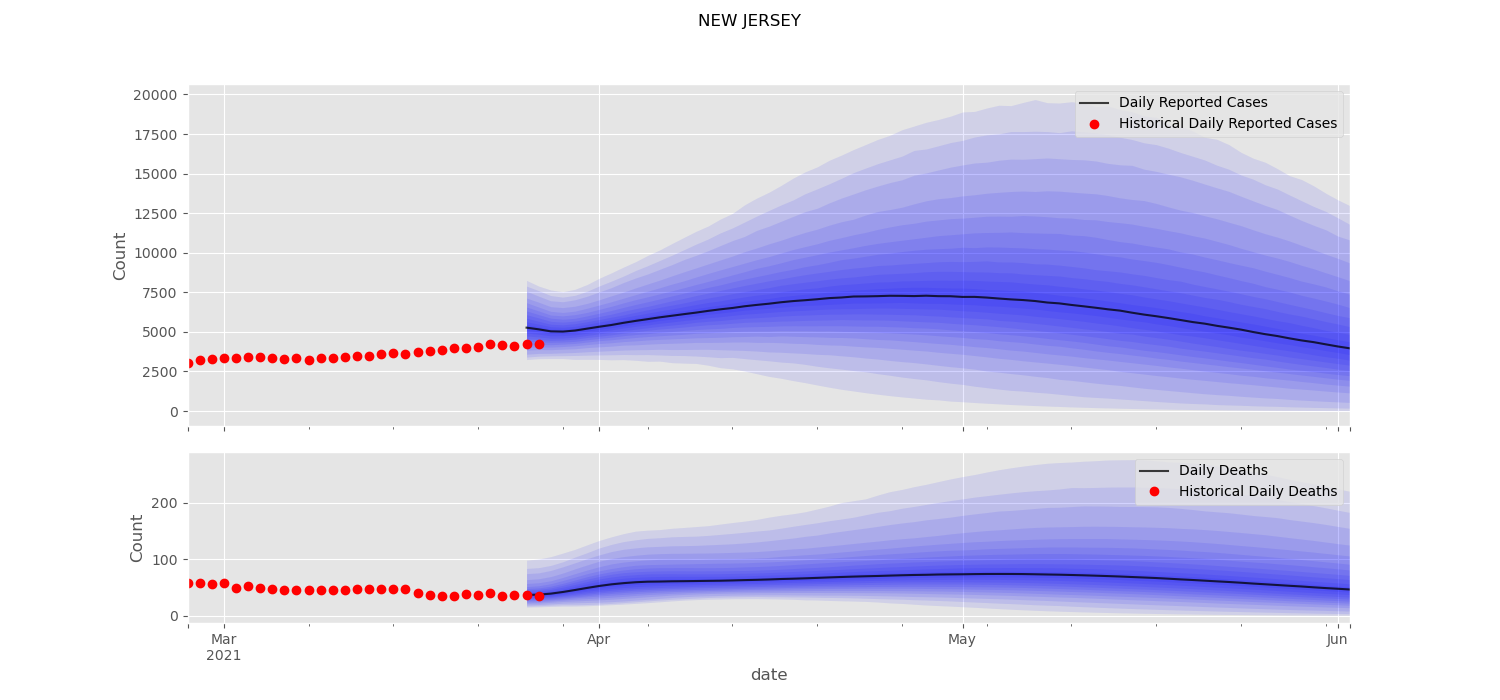 NEW JERSEY
20000
17500
15000
12500
10000
7500
5000
2500
0
Count
Daily Reported Cases
Historical Daily Reported Cases
200
100
0
Count
Daily Deaths
Historical Daily Deaths
Mar
2021
Apr
May
Jun
date